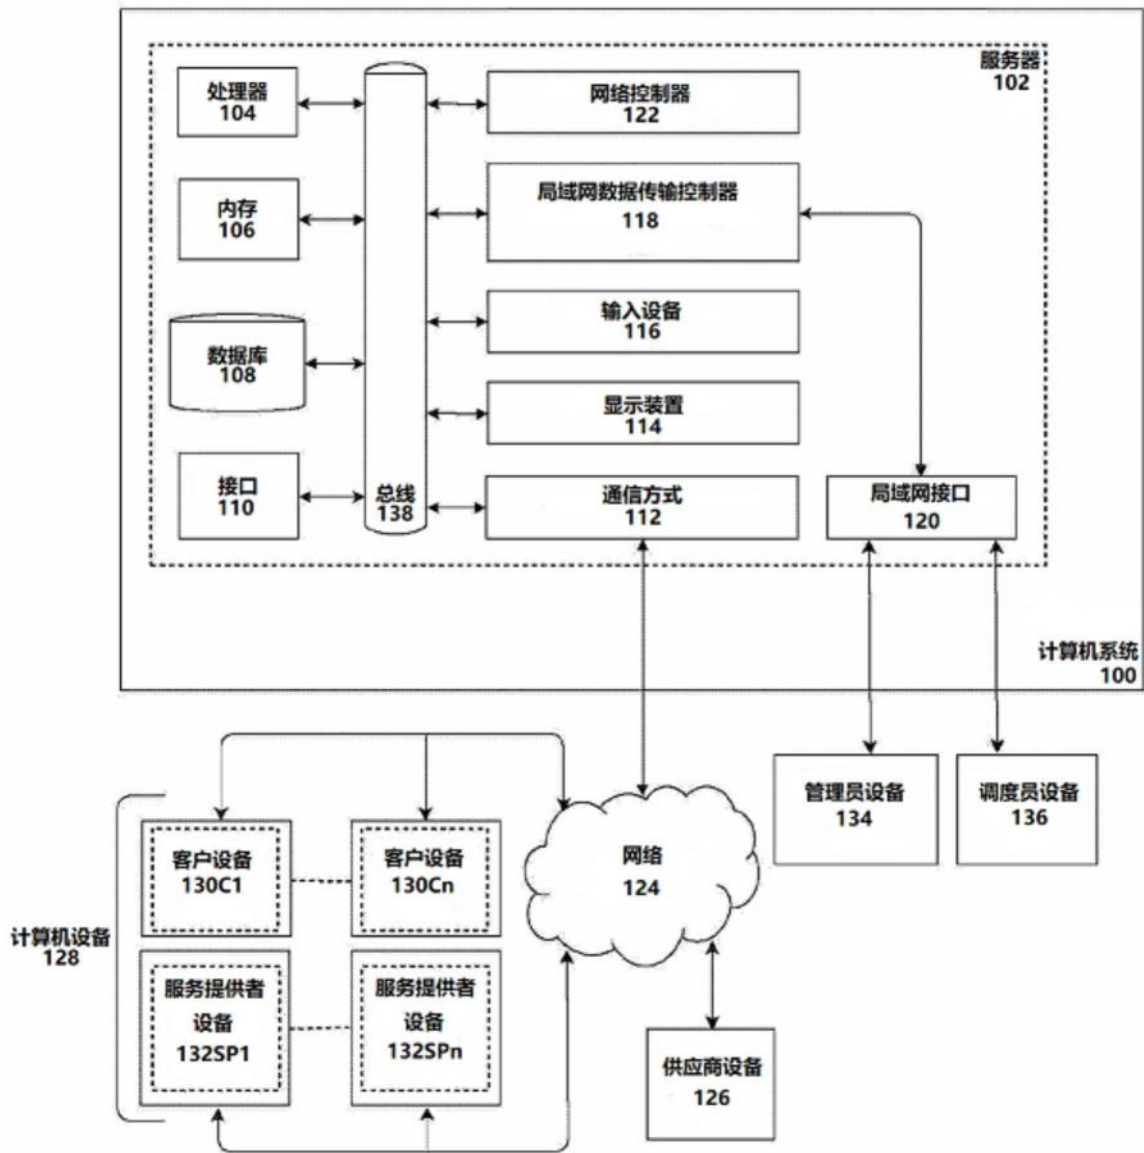 服务器
102
处理器
104
网络控制器
122
局域网数据传输控制器
118
内存
106
输入设备
116
数据库
108
显示装置
114
接口
110
总线
138
通信方式
112
局域网接口
120
计算机系统
100
管理员设备
134
调度员设备
136
客户设备
130C1
客户设备
130Cn
网络
124
计算机设备
128
服务提供者
设备
132SP1
服务提供者
设备
132SPn
供应商设备
126